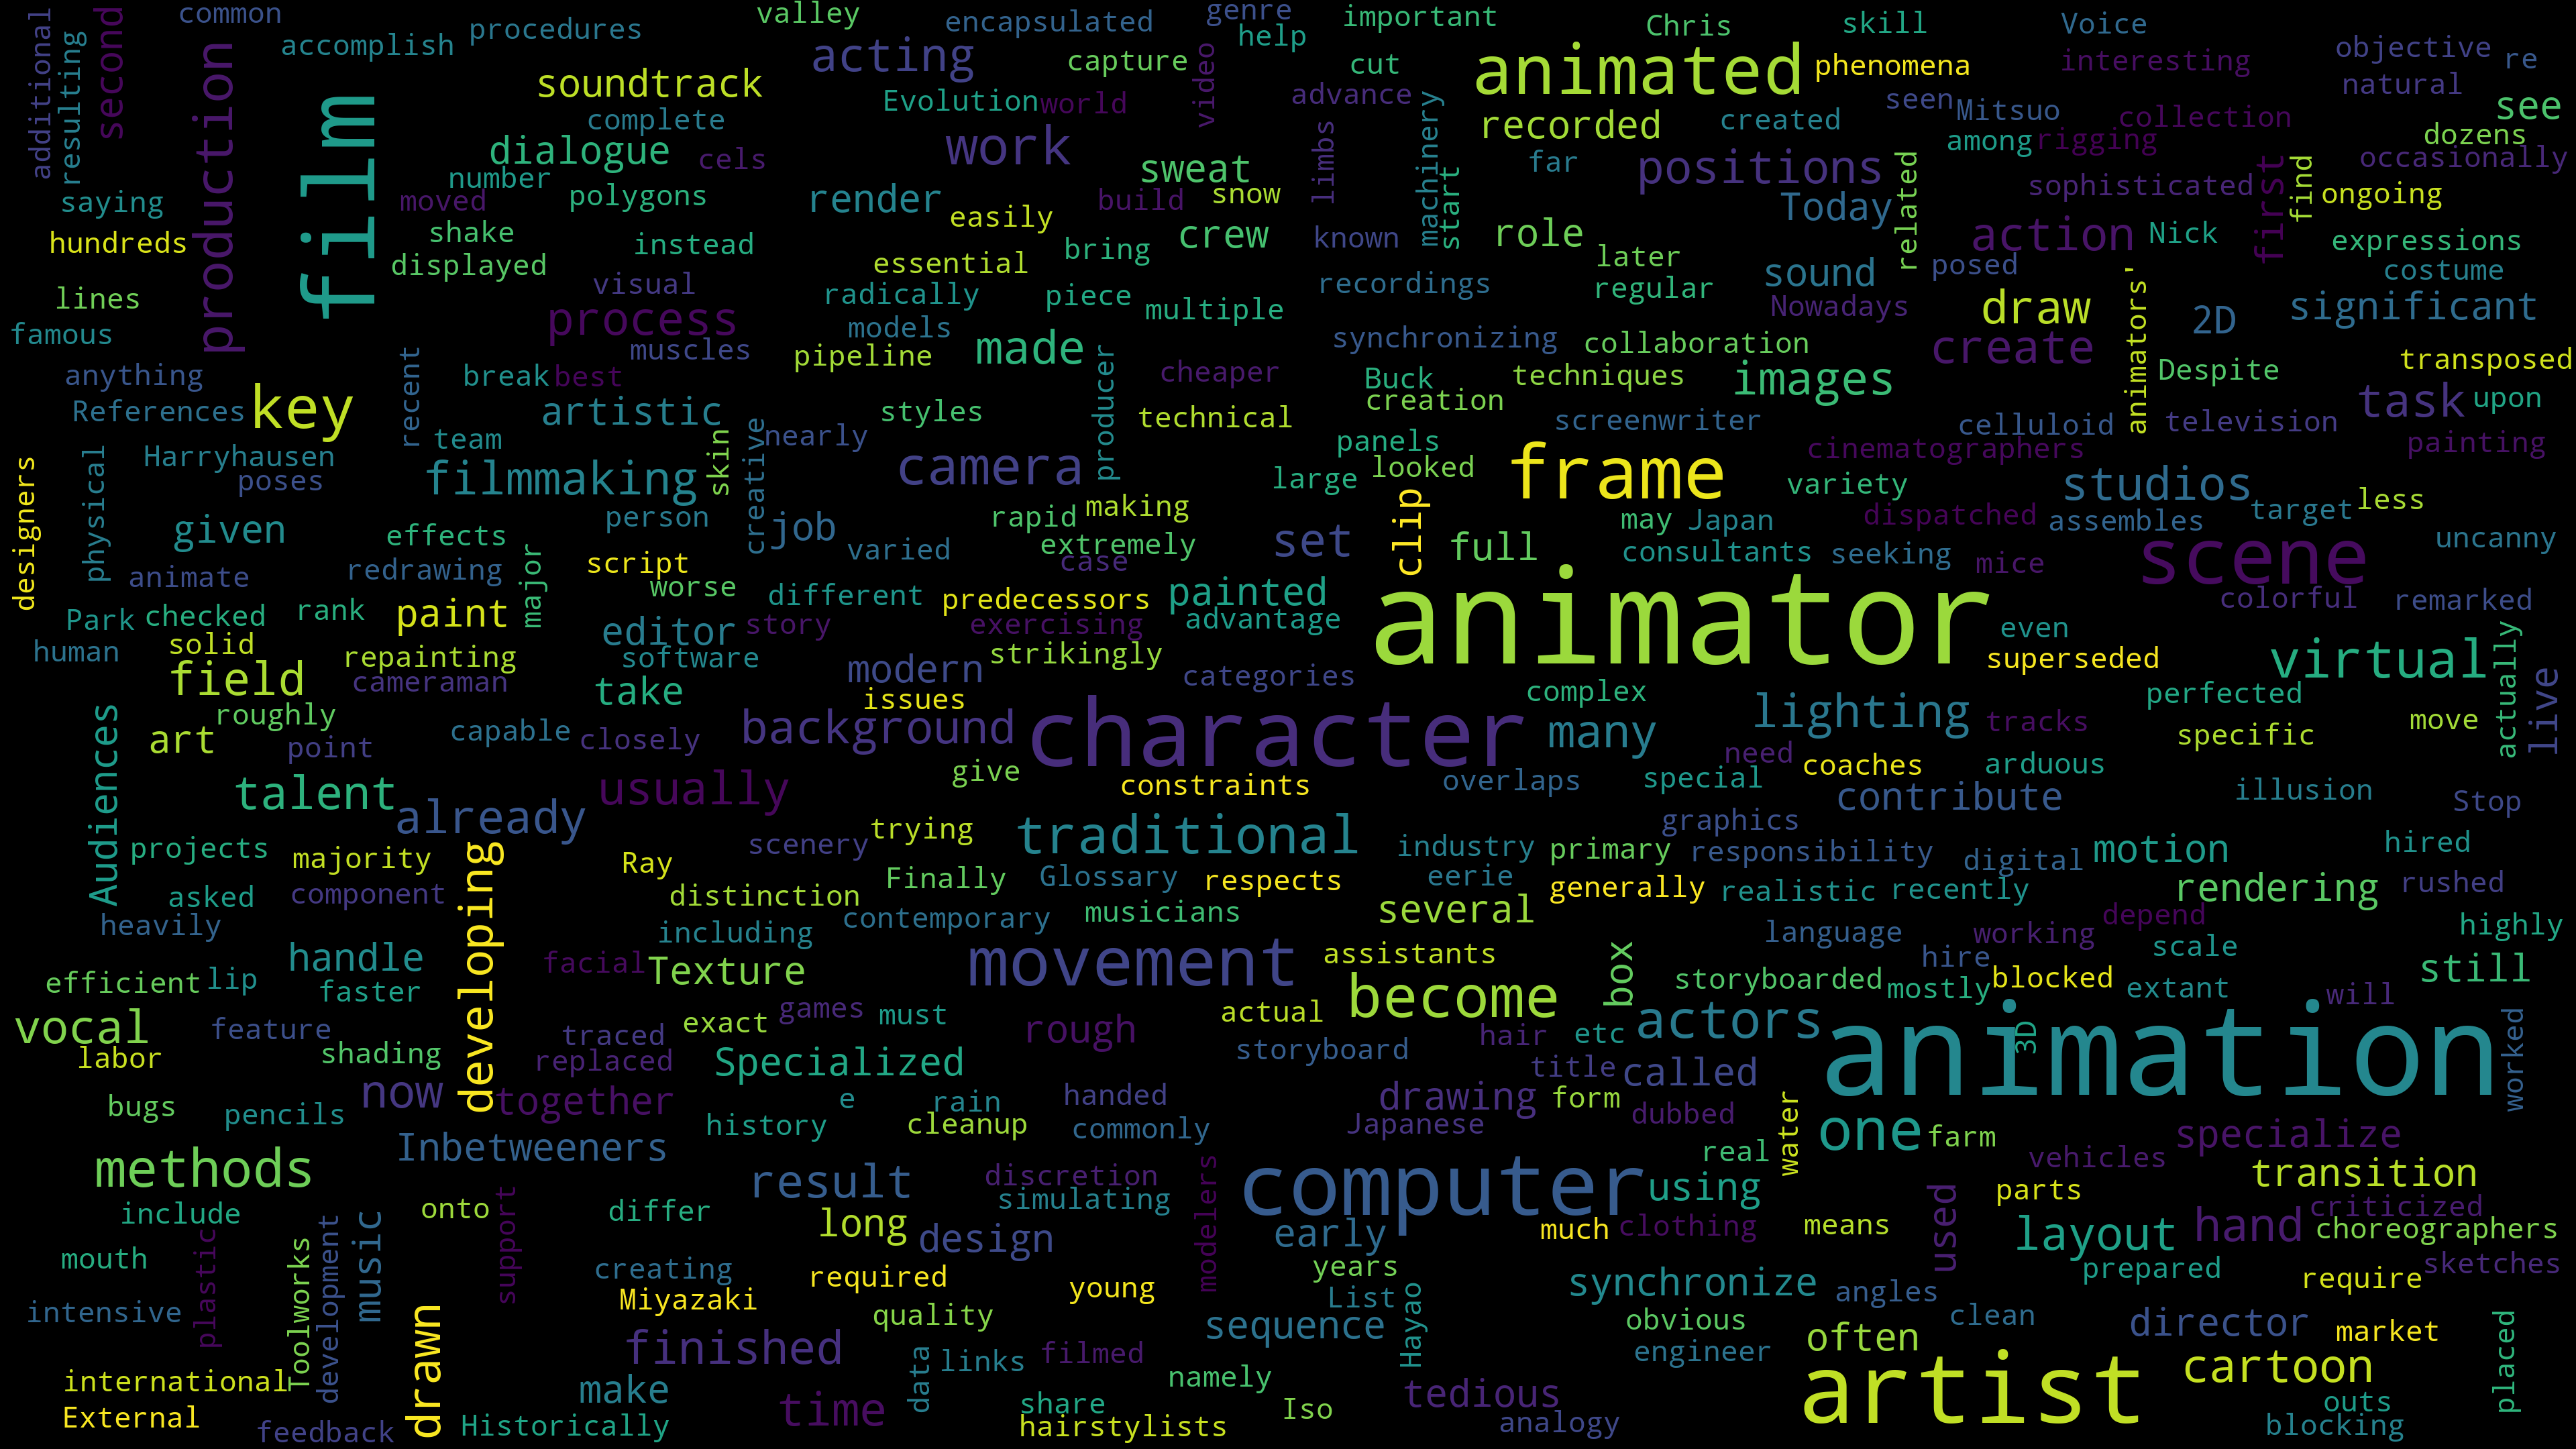 additional
resulting
second
common
accomplish
procedures
valley
encapsulated
genre
help
important
Chris
skill
Voice
objective
re
production
film
soundtrack
acting
capture
video
cut
animated
phenomena
interesting
natural
see
complete
Evolution
world
advance
limbs
machinery
recorded
created
seen
Mitsuo
collection
dozens
dialogue
cels
work
sweat
start
far
positions
related
among
rigging
first
find
occasionally
number
polygons
render
build
snow
Today
sophisticated
ongoing
saying
moved
easily
hundreds
shake
instead
essential
bring
crew
known
role
later
action
Nick
expressions
displayed
visual
radically
piece
multiple
recordings
regular
sound
posed
animators'
costume
lines
famous
process
muscles
models
pipeline
made
producer
synchronizing
collaboration
Nowadays
draw
create
2D
significant
anything
recent
break
best
cheaper
Buck
techniques
images
Despite
transposed
References
key
artistic
styles
technical
creation
screenwriter
celluloid
television
task
upon
team
skin
creative
nearly
panels
cinematographers
painting
designers
physical
Harryhausen
poses
filmmaking
camera
large
looked
frame
variety
studios
less
given
effects
person
job
rapid
making
clip
may
Japan
dispatched
assembles
target
extremely
set
full
consultants
seeking
mice
scene
uncanny
animate
redrawing
major
script
varied
case
worse
different
predecessors
painted
animator
colorful
remarked
Park
checked
rank
paint
editor
story
exercising
advantage
even
human
solid
repainting
software
modern
strikingly
superseded
virtual
actually
live
field
cameraman
take
issues
categories
complex
perfected
Audiences
roughly
art
point
capable
closely
background
character
many
lighting
tracks
specific
move
talent
usually
give
constraints
overlaps
special
need
coaches
arduous
illusion
Stop
already
contribute
projects
majority
developing
Ray
scenery
trying
traditional
industry
graphics
primary
responsibility
digital
motion
hired
asked
component
distinction
Finally
Glossary
respects
eerie
generally
realistic
recently
rendering
rushed
heavily
including
contemporary
musicians
several
language
working
depend
highly
handle
facial
Texture
movement
assistants
box
hire
scale
efficient
lip
faster
storyboarded
mostly
blocked
extant
still
vocal
feature
traced
exact
games
must
rough
actual
become
hair
etc
actors
will
worked
labor
shading
replaced
Specialized
storyboard
title
called
animation
3D
bugs
pencils
now
together
e
rain
handed
drawing
form
dubbed
water
history
cleanup
commonly
Japanese
real
one
farm
specialize
methods
Inbetweeners
result
discretion
simulating
modelers
computer
using
used
vehicles
parts
transition
include
onto
support
differ
long
design
early
much
clothing
means
layout
hand
criticized
choreographers
mouth
plastic
Toolworks
development
music
creating
required
young
years
synchronize
angles
prepared
require
sketches
intensive
Miyazaki
quality
List
Hayao
sequence
obvious
clean
director
market
placed
drawn
finished
data
links
filmed
engineer
often
international
make
namely
artist
cartoon
External
time
share
tedious
outs
feedback
Historically
hairstylists
Iso
analogy
blocking